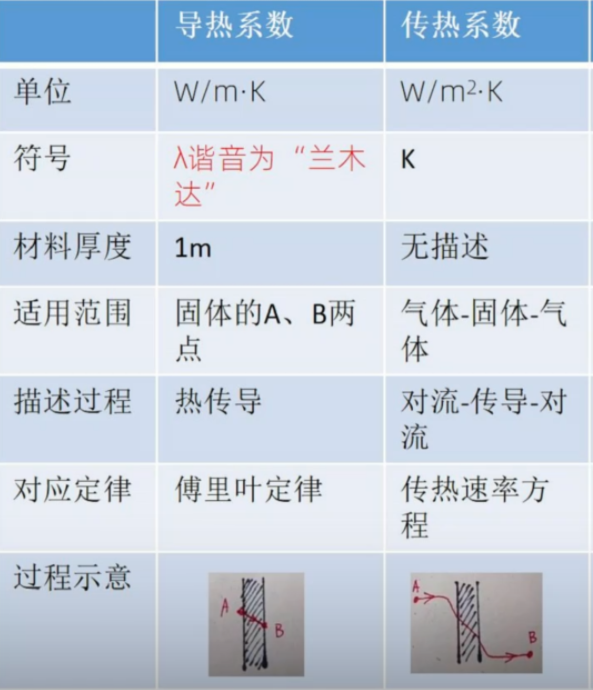 导热系数 传热系数
单位 W/m·K W/m²·K
符号 λ谐音为“兰木 K
达”
材料厚度 1m 无描述
适用范围 固体的A、B两 气体-固体-气
点 体
描述过程 热传导 对流-传导-对
流
对应定律 傅里叶定律 传热速率方
程
过程示意
A B
A B